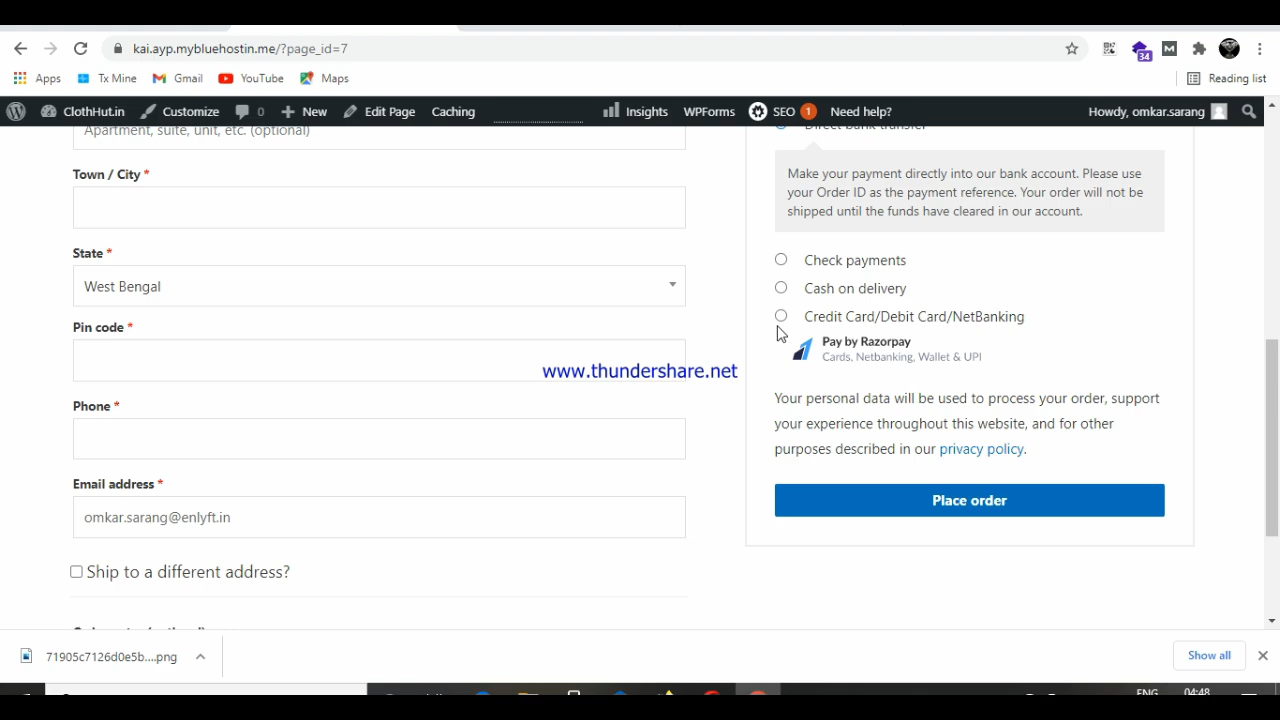 kai.ayp.mybluehostin.me/?page_id=7
34
Apps Tx Mine Gmail YouTube Maps Reading list
ClothHut.in Customize 0 New Edit Page Caching Insights WPForms SEO 1 Need help? Howdy, omkar.sarang
Apartment, suite, unit, etc. (optional)
Town / City *
State *
West Bengal
Pin code *
Phone *
Email address *
omkar.sarang@enlyft.in
Ship to a different address?
Direct bank transfer
Make your payment directly into our bank account. Please use
your Order ID as the payment reference. Your order will not be
shipped until the funds have cleared in our account.
Check payments
Cash on delivery
Credit Card/Debit Card/NetBanking
Pay by Razorpay
Cards, Netbanking, Wallet & UPI
Your personal data will be used to process your order, support
your experience throughout this website, and for other
purposes described in our privacy policy.
Place order
www.thundershare.net
71905c7126d0e5b....png
Show all
ENG 04:48